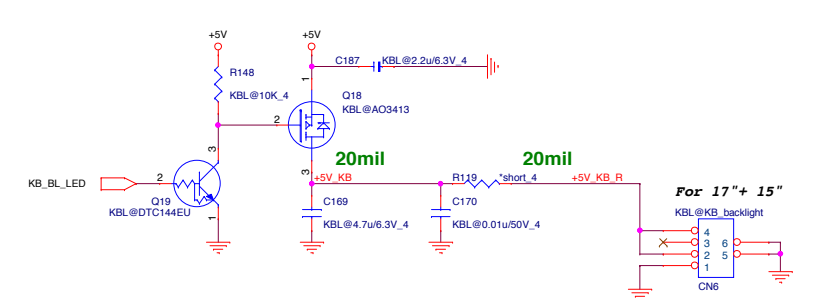 +5V
+5V
R148
KBL@10K_4
C187
KBL@2.2u/6.3V_4
1
Q18
KBL@AO3413
2
3
3
20mil
20mil
+5V_KB
R119
*short_4
+5V_KB_R
KB_BL_LED
2
Q19
KBL@DTC144EU
1
C169
KBL@4.7u/6.3V_4
C170
KBL@0.01u/50V_4
For 17"+ 15"
KBL@KB_backlight
4
3
6
2
5
1
CN6